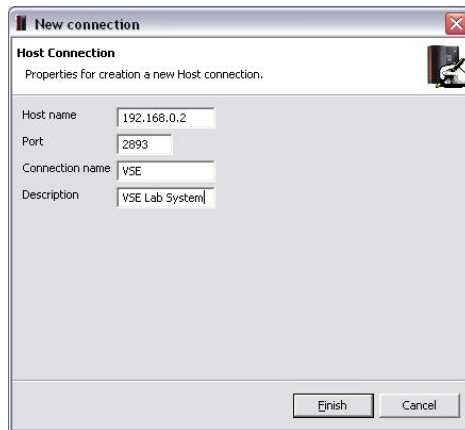 New connection
Host Connection
Properties for creation a new Host connection.
Host name 192.168.0.2
Port 2893
Connection name VSE
Description VSE Lab System
Finish Cancel